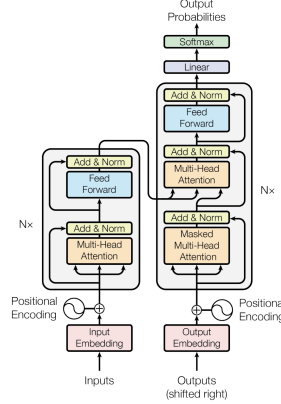 Output
Probabilities
Softmax
Linear
Add & Norm
Feed
Forward
Add & Norm
Multi-Head
Attention
Add & Norm
Masked
Multi-Head
Attention
N×
Positional
Encoding
Output
Embedding
Outputs
(shifted right)
Add & Norm
Feed
Forward
Add & Norm
Multi-Head
Attention
N×
Positional
Encoding
Input
Embedding
Inputs